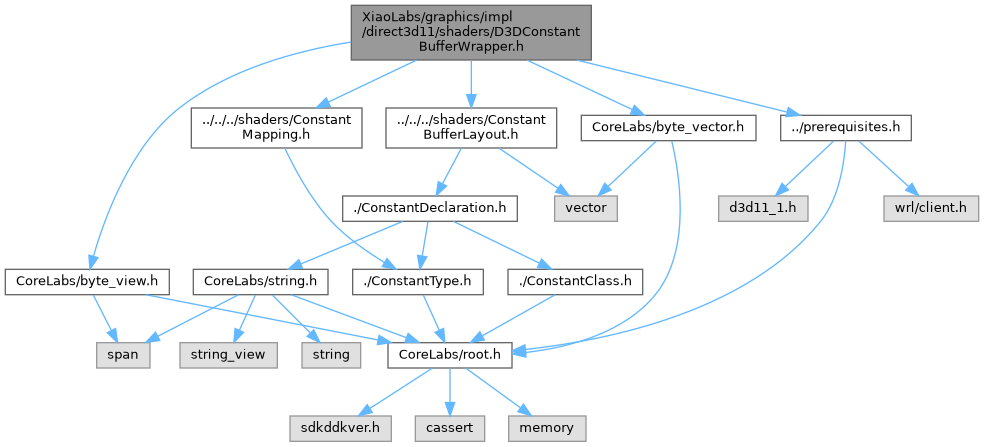 XiaoLabs/graphics/impl
/direct3d11/shaders/D3DConstant
BufferWrapper.h
../../../shaders/Constant
Mapping.h
../../../shaders/Constant
BufferLayout.h
CoreLabs/byte_vector.h
../prerequisites.h
./ConstantDeclaration.h
vector
d3d11_1.h
wrl/client.h
CoreLabs/byte_view.h
CoreLabs/string.h
./ConstantType.h
./ConstantClass.h
span
string_view
string
CoreLabs/root.h
sdkddkver.h
cassert
memory